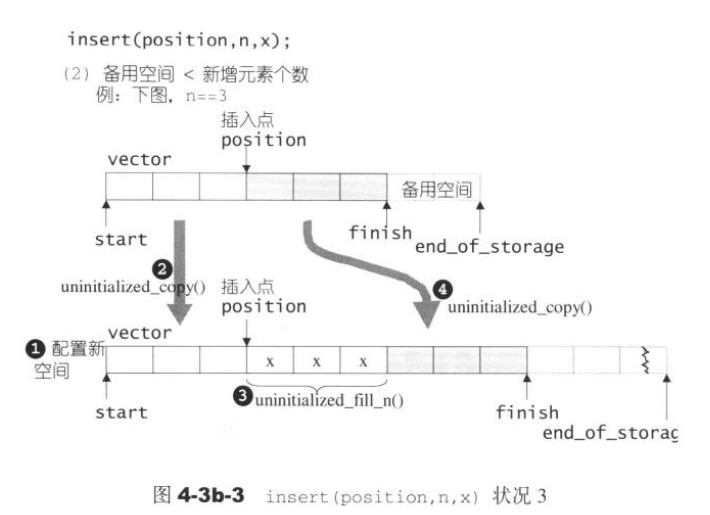 insert(position,n,x);
(2) 备用空间 < 新增元素个数
例：下图，n==3
插入点
position
vector
备用空间
start
finish
end_of_storage
❷
uninitialized_copy()
插入点
position
❹
uninitialized_copy()
vector
❶ 配置新
空间
x x x
start
❸uninitialized_fill_n()
finish
end_of_storag
图 4-3b-3 insert(position,n,x) 状况 3